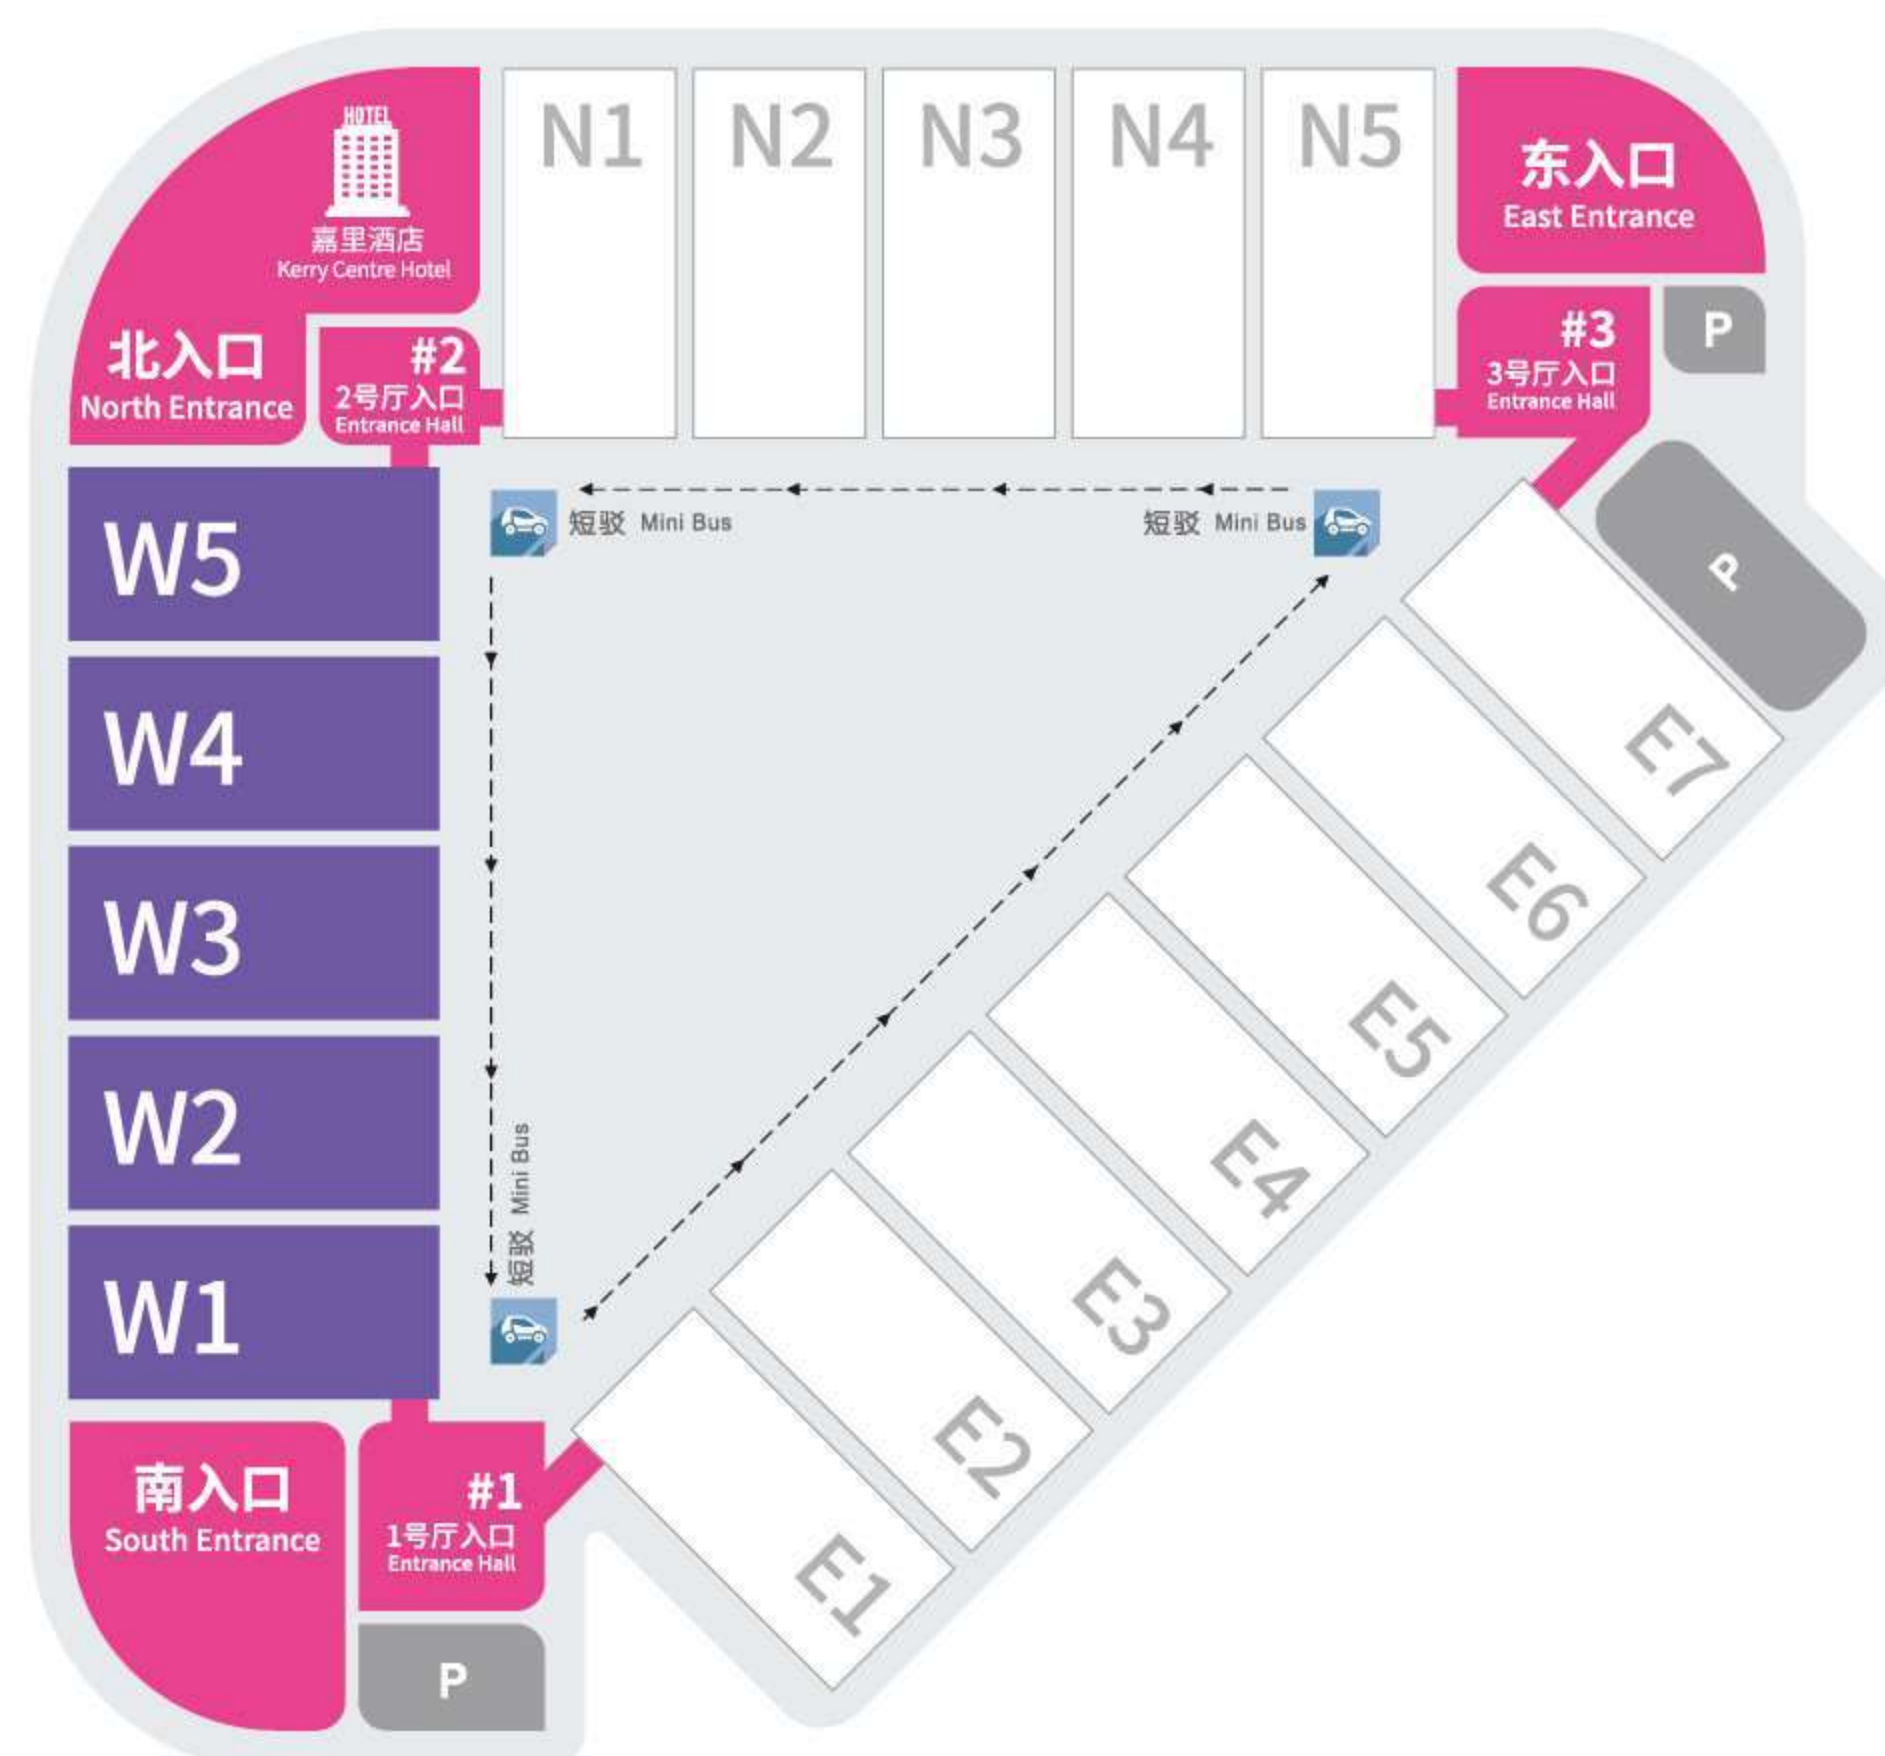 HOTEL
嘉里酒店
Kerry Centre Hotel
北入口
North Entrance
#2
2号厅入口
Entrance Hall
N1
N2
N3
N4
N5
东入口
East Entrance
#3
3号厅入口
Entrance Hall
P
P
短驳 Mini Bus
短驳 Mini Bus
W5
W4
W3
W2
W1
短驳 Mini Bus
E7
E6
E5
E4
E3
E2
E1
南入口
South Entrance
#1
1号厅入口
Entrance Hall
P